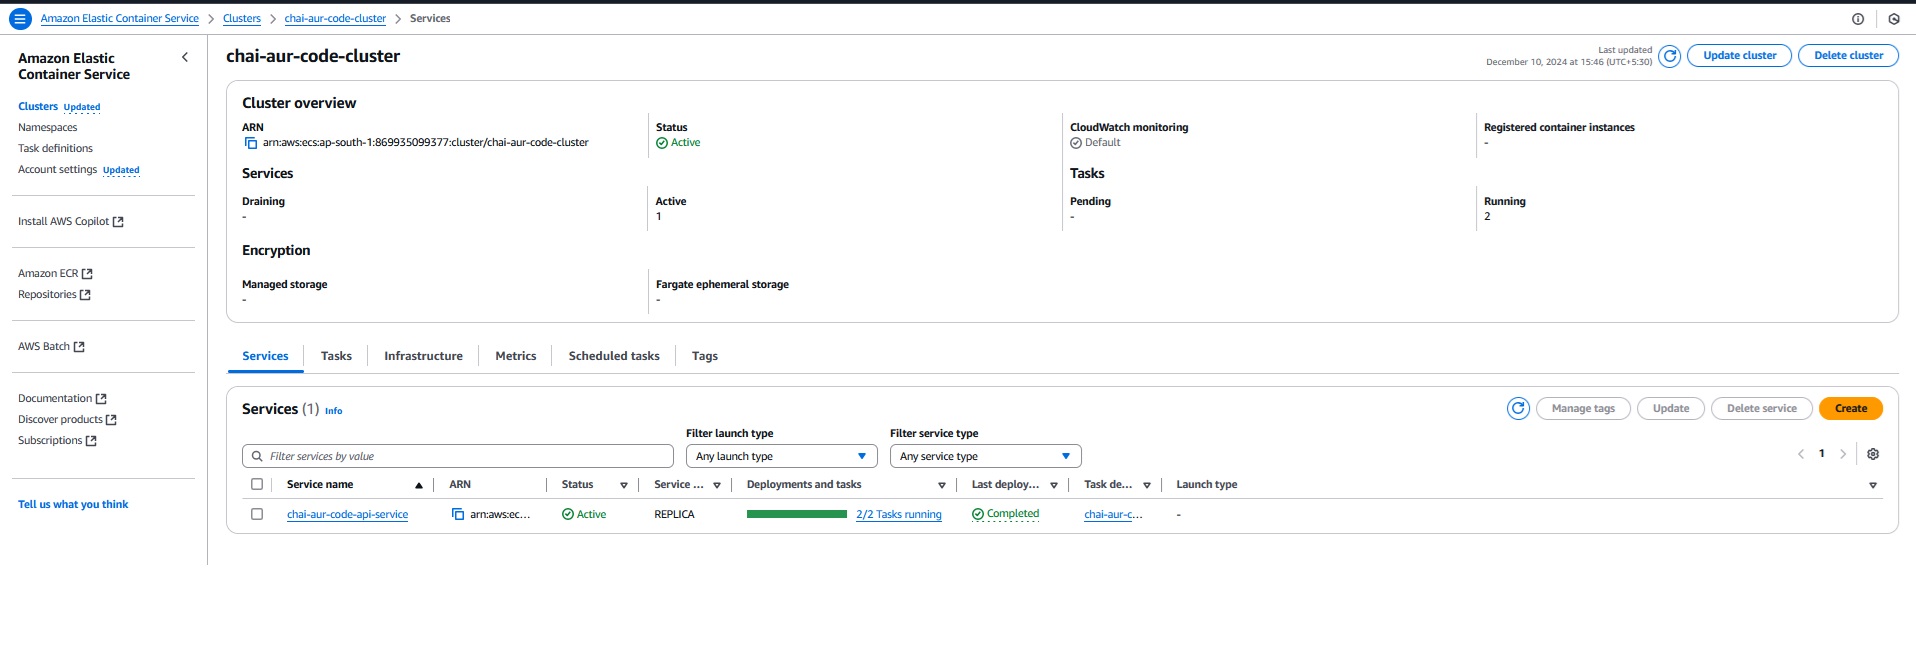 Amazon Elastic Container Service > Clusters > chai-aur-code-cluster > Services
Amazon Elastic
Container Service
Clusters Updated
Namespaces
Task definitions
Account settings Updated
Install AWS Copilot
Amazon ECR
Repositories
AWS Batch
Documentation
Discover products
Subscriptions
Tell us what you think
chai-aur-code-cluster
Last updated
December 10, 2024 at 15:46 (UTC+5:30)
Update cluster
Delete cluster
Cluster overview
ARN
arn:aws:ecs:ap-south-1:869935099377:cluster/chai-aur-code-cluster
Status
Active
CloudWatch monitoring
Default
Registered container instances
-
Services
Draining
-
Active
1
Tasks
Pending
-
Running
2
Encryption
Managed storage
-
Fargate ephemeral storage
-
Services Tasks Infrastructure Metrics Scheduled tasks Tags
Services (1) Info
Manage tags Update Delete service Create
Filter services by value
Filter launch type
Any launch type
Filter service type
Any service type
1
Service name ARN Status Service ... Deployments and tasks Last deploy... Task de... Launch type
chai-aur-code-api-service arn:aws:ec... Active REPLICA 2/2 Tasks running Completed chai-aur-c... -